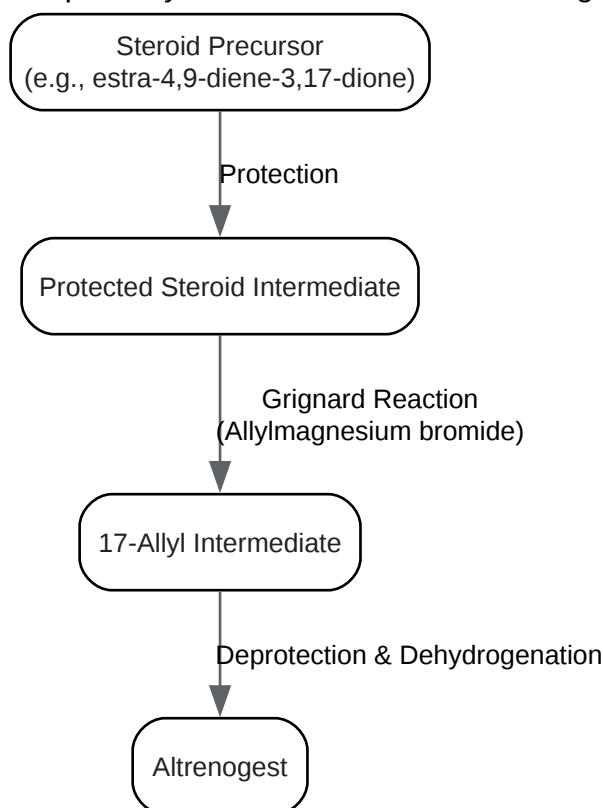 Steroid Precursor
(e.g., estra-4,9-diene-3,17-dione)
Protection
Protected Steroid Intermediate
Grignard Reaction
(Allylmagnesium bromide)
17-Allyl Intermediate
Deprotection & Dehydrogenation
Altrenogest